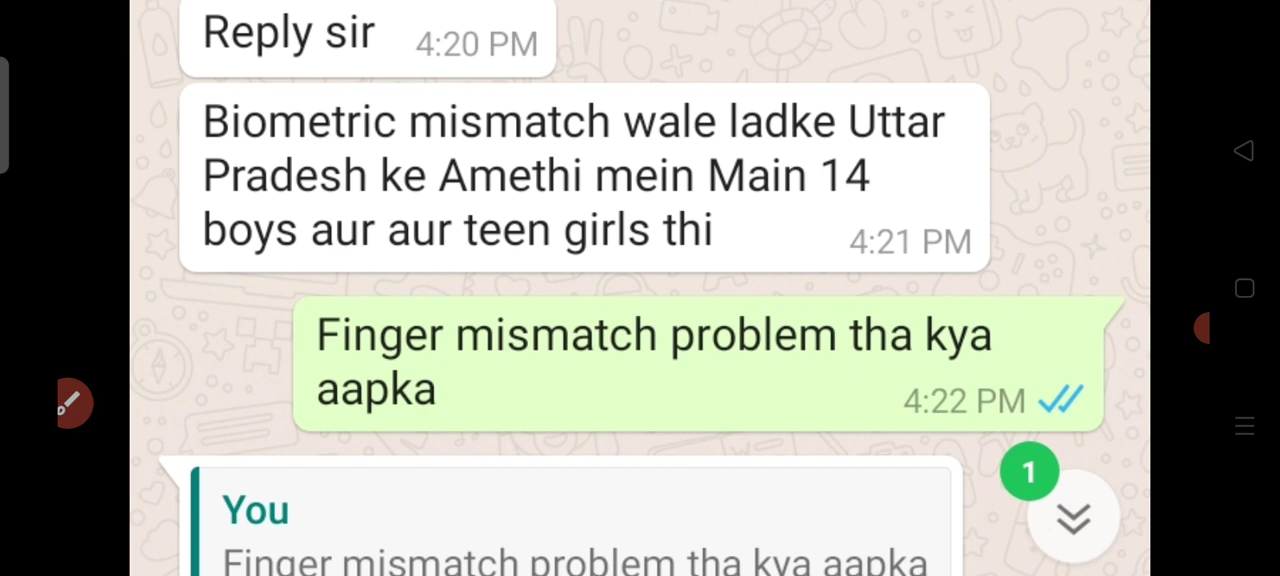 Reply sir 4:20 PM
Biometric mismatch wale ladke Uttar
Pradesh ke Amethi mein Main 14
boys aur aur teen girls thi 4:21 PM
Finger mismatch problem tha kya
aapka 4:22 PM
1
You
Finger mismatch problem tha kya aapka